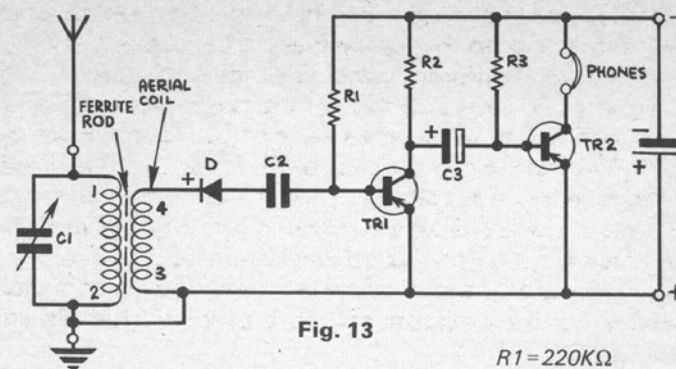 AERIAL COIL
FERRITE ROD
1
2
4
3
C1
+
D
C2
R1
R2
R3
+
C3
TR1
TR2
PHONES
−
−
+
+
Fig. 13
R1=220KΩ